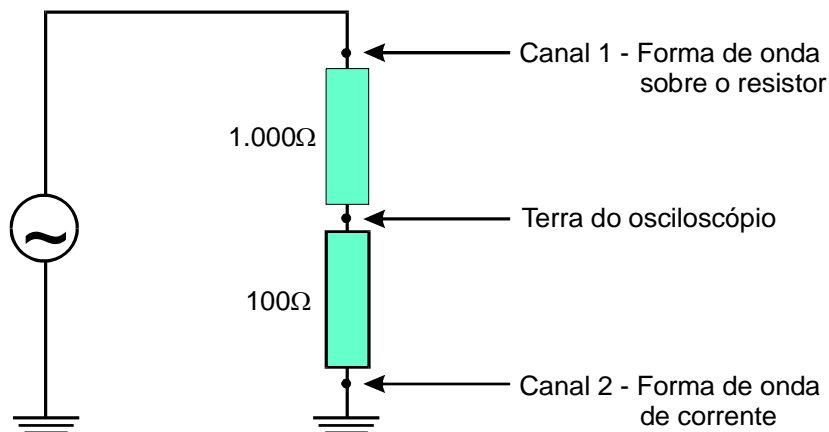 Canal 1 - Forma de onda
sobre o resistor
1.000Ω
Terra do osciloscópio
100Ω
Canal 2 - Forma de onda
de corrente